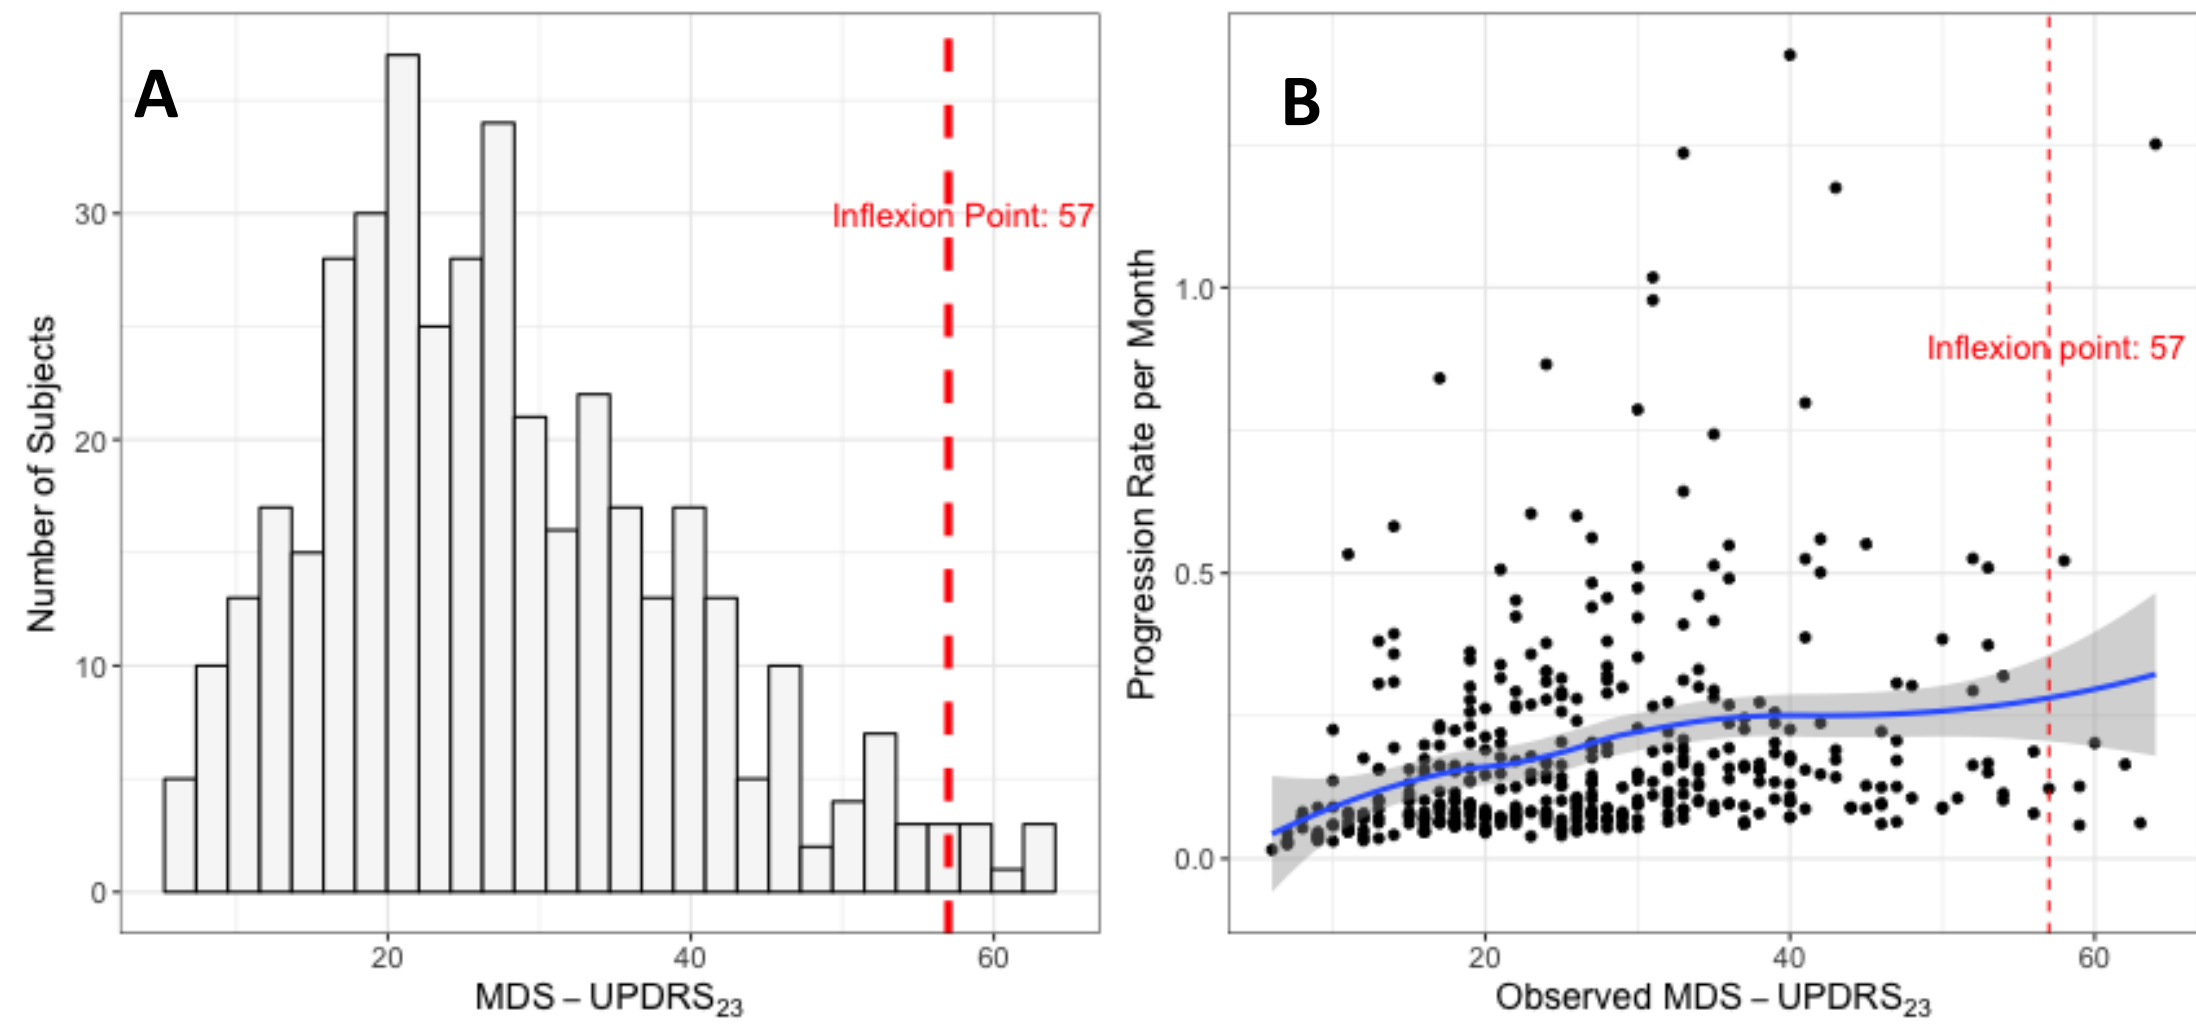 A
Number of Subjects
30
20
10
0
Inflexion Point: 57
20 40 60
MDS – UPDRS₂₃
B
Progression Rate per Month
1.0
0.5
0.0
Inflexion point: 57
20 40 60
Observed MDS – UPDRS₂₃